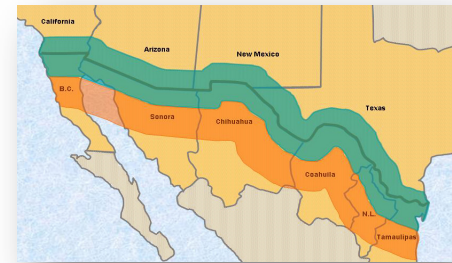 California
Arizona
New Mexico
Texas
B.C.
Sonora
Chihuahua
Coahuila
N.L.
Tamaulipas